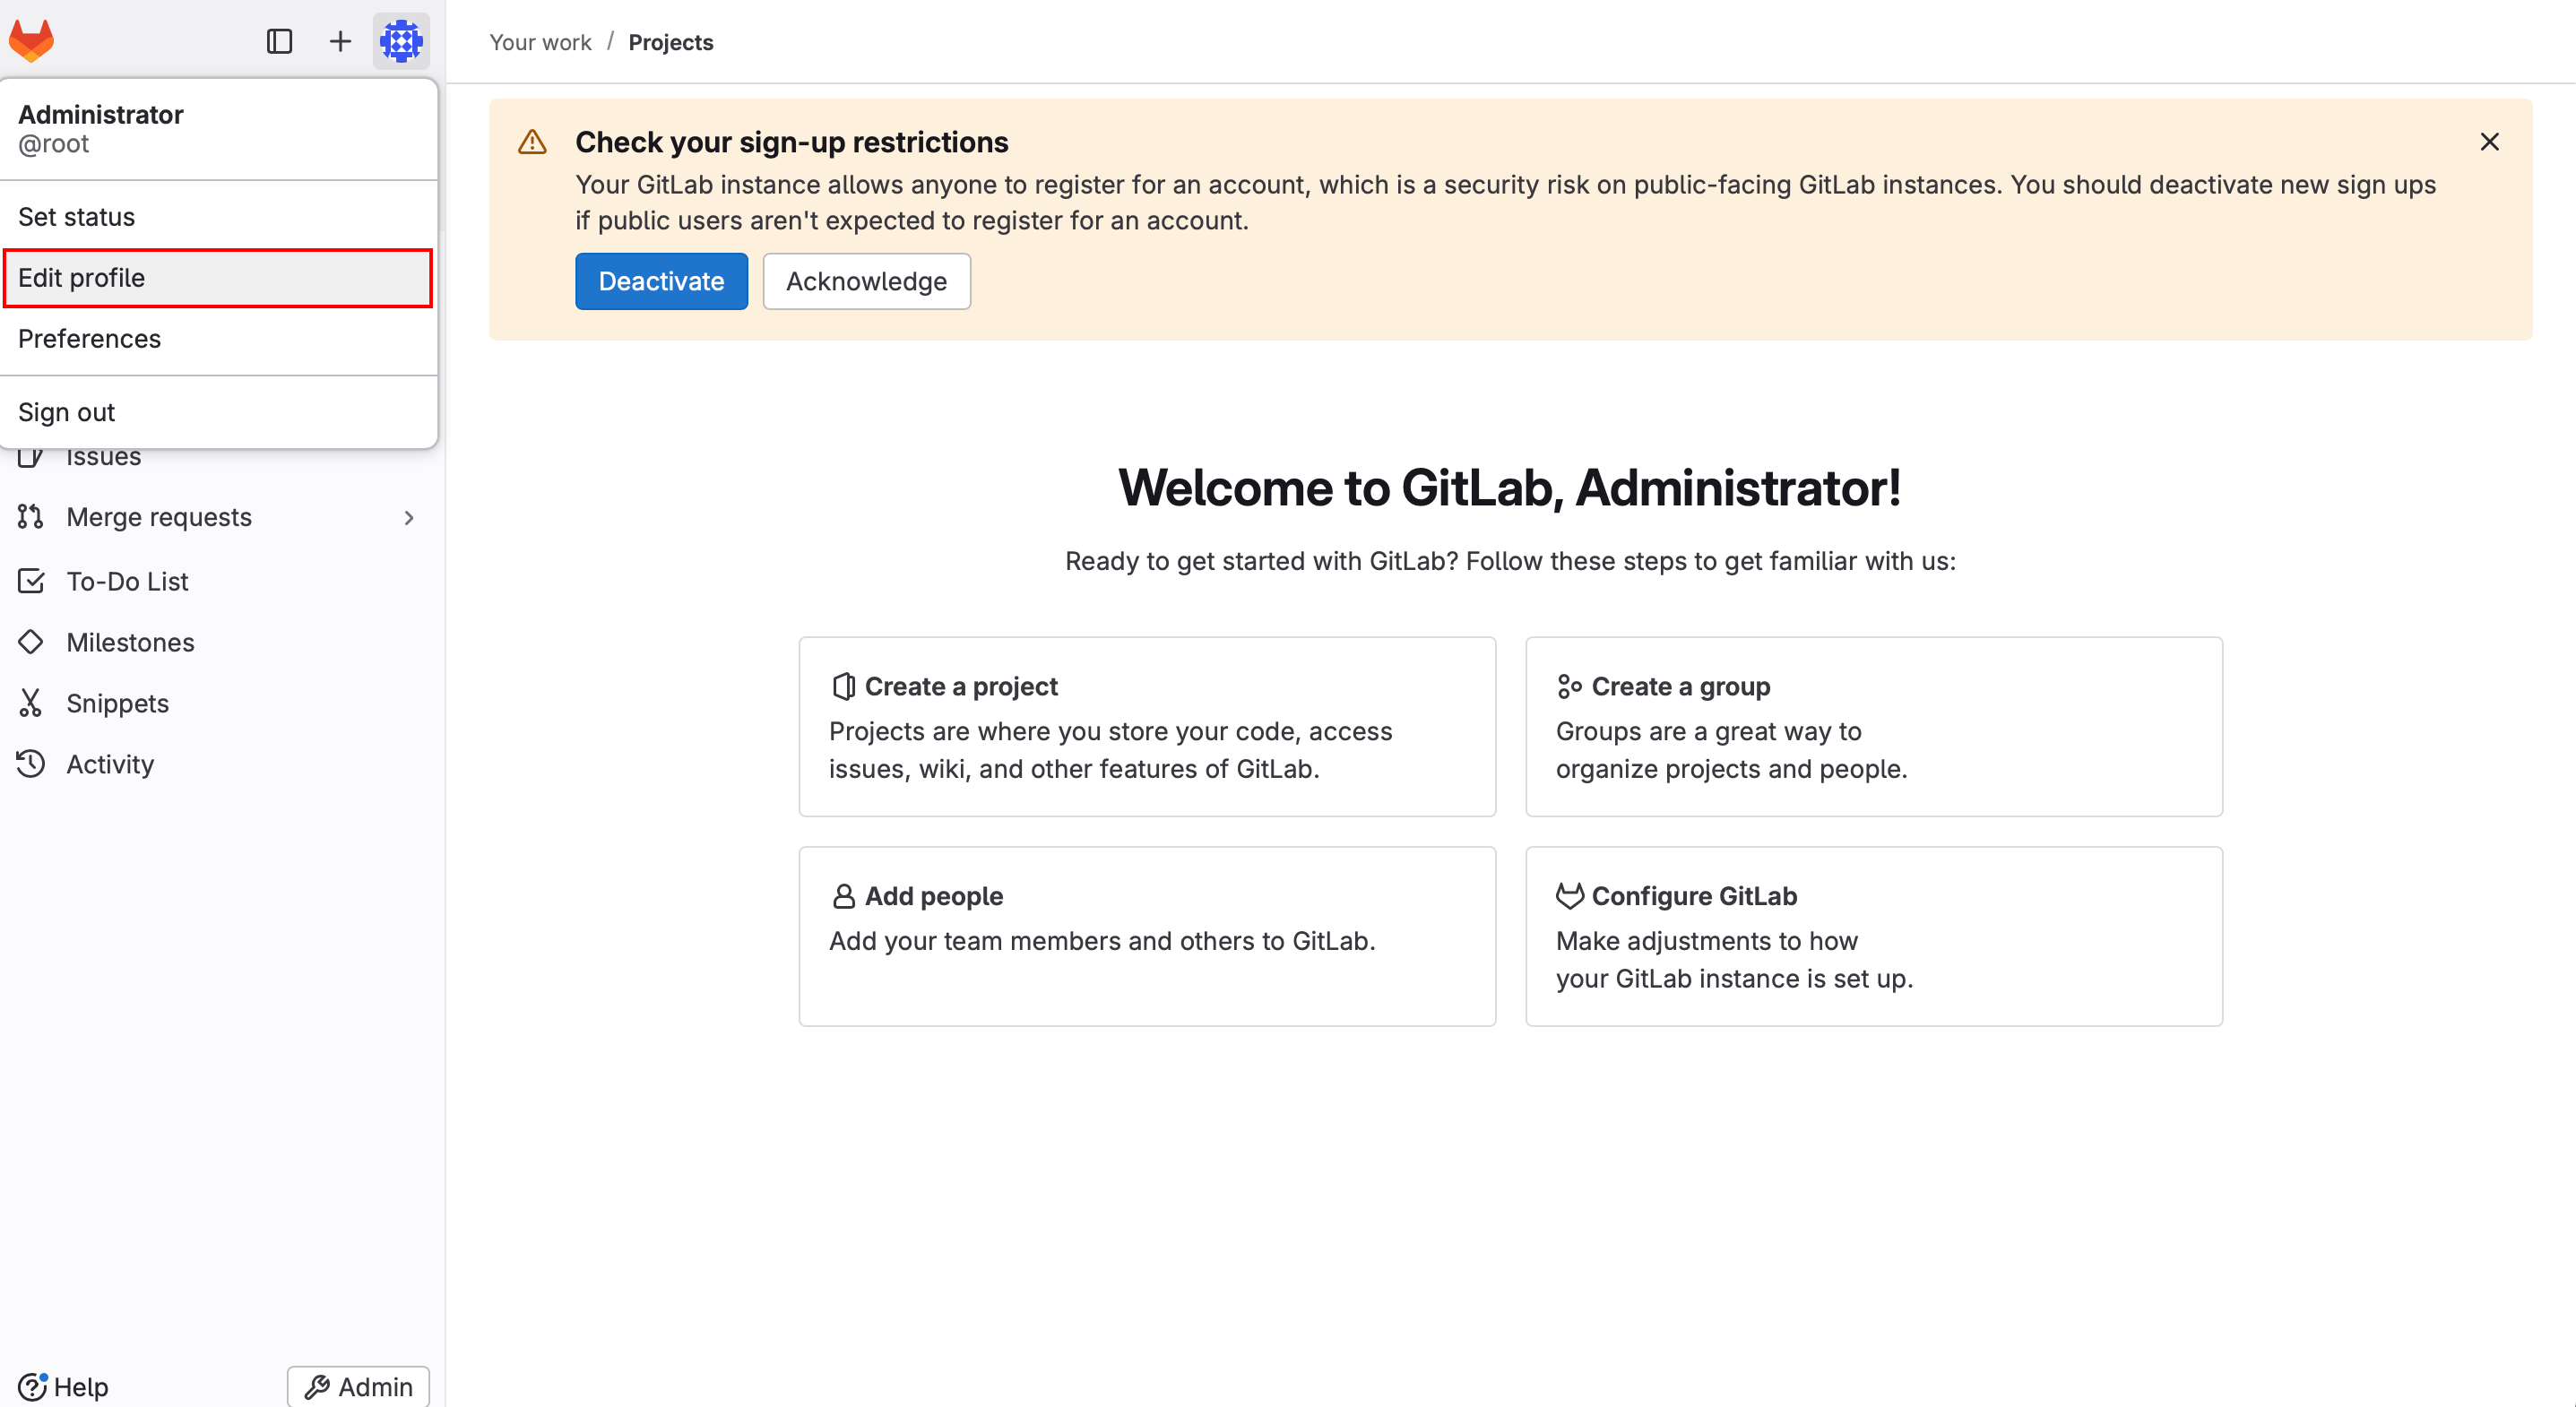 Your work / Projects
Administrator
@root
Set status
Edit profile
Preferences
Sign out
Issues
Merge requests
To-Do List
Milestones
Snippets
Activity
Help
Admin
Check your sign-up restrictions
Your GitLab instance allows anyone to register for an account, which is a security risk on public-facing GitLab instances. You should deactivate new sign ups
if public users aren't expected to register for an account.
Deactivate
Acknowledge
Welcome to GitLab, Administrator!
Ready to get started with GitLab? Follow these steps to get familiar with us:
Create a project
Projects are where you store your code, access
issues, wiki, and other features of GitLab.
Create a group
Groups are a great way to
organize projects and people.
Add people
Add your team members and others to GitLab.
Configure GitLab
Make adjustments to how
your GitLab instance is set up.